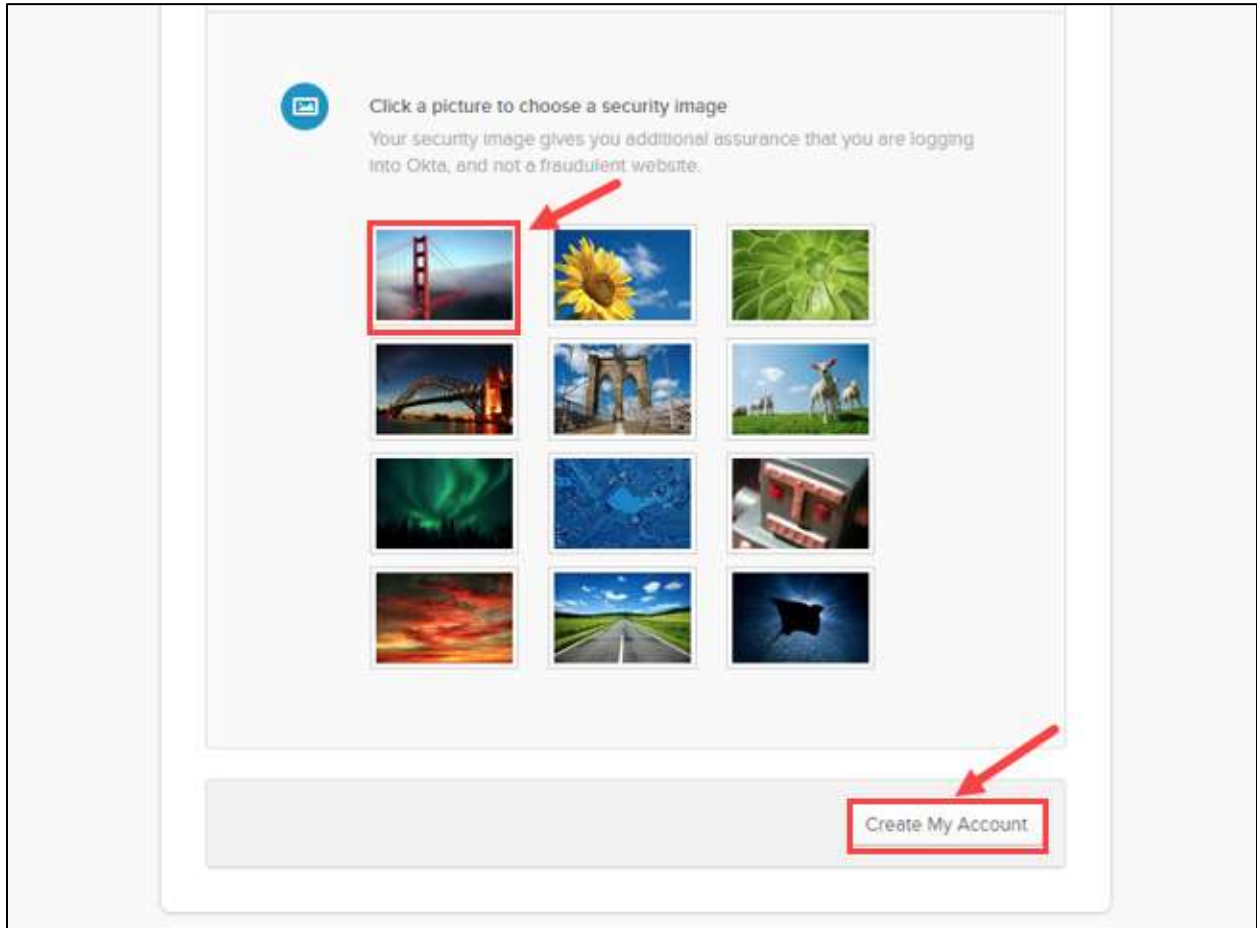 Click a picture to choose a security image
Your security image gives you additional assurance that you are logging
into Okta, and not a fraudulent website.
Create My Account